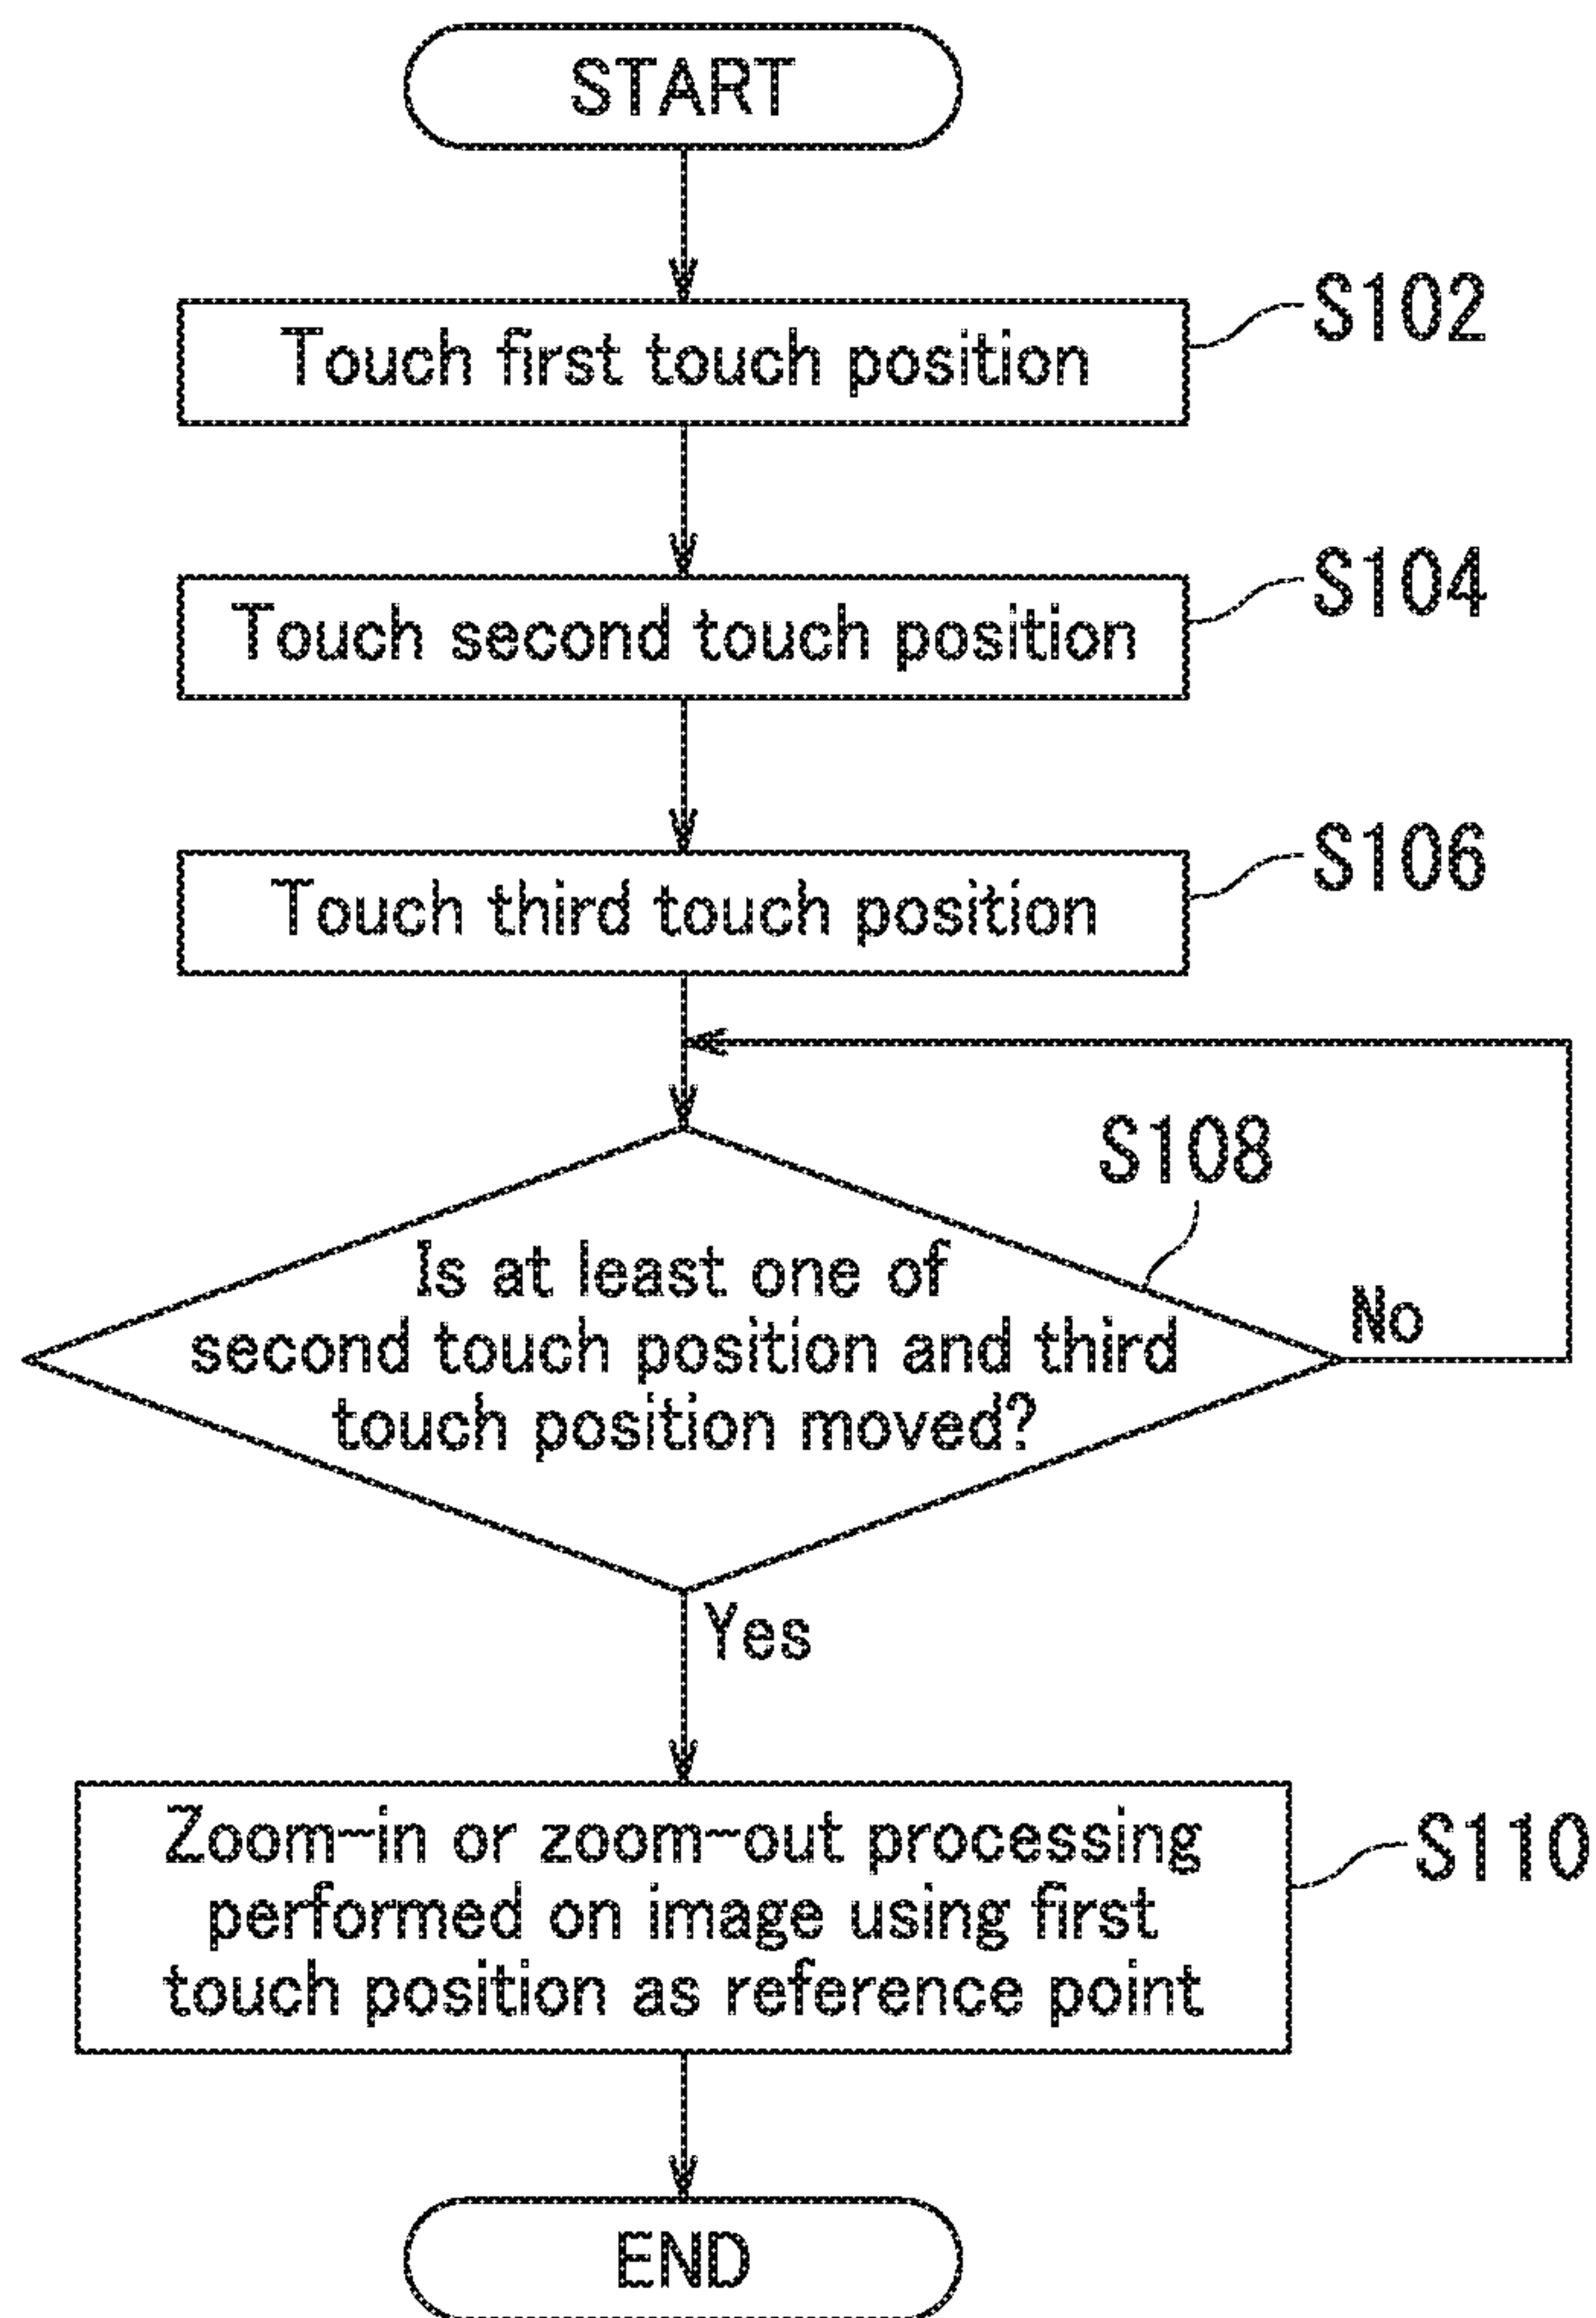 START
Touch first touch position
S102
Touch second touch position
S104
Touch third touch position
S106
S108
Is at least one of
second touch position and third
touch position moved?
No
Yes
Zoom-in or zoom-out processing
performed on image using first
touch position as reference point
S110
END